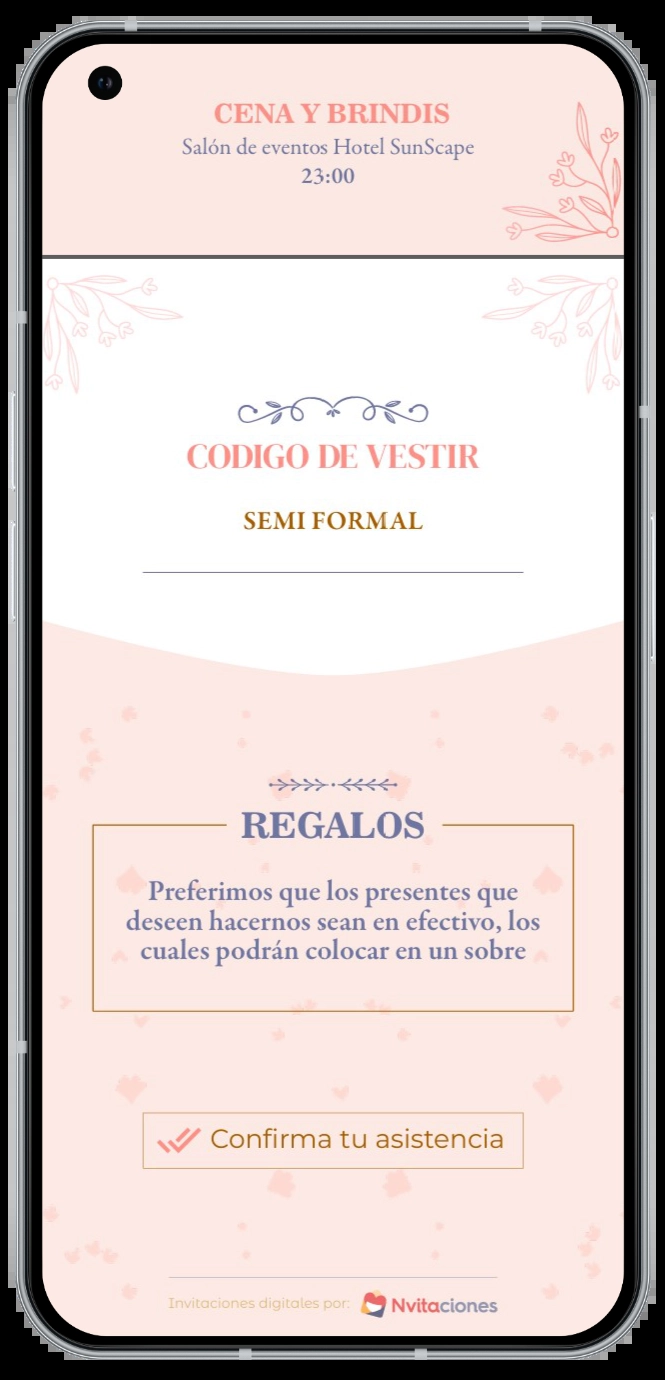 CENA Y BRINDIS
Salón de eventos Hotel SunScape
23:00
CODIGO DE VESTIR
SEMI FORMAL
REGALOS
Preferimos que los presentes que
deseen hacernos sean en efectivo, los
cuales podrán colocar en un sobre
Confirma tu asistencia
Invitaciones digitales por: Nvitaciones